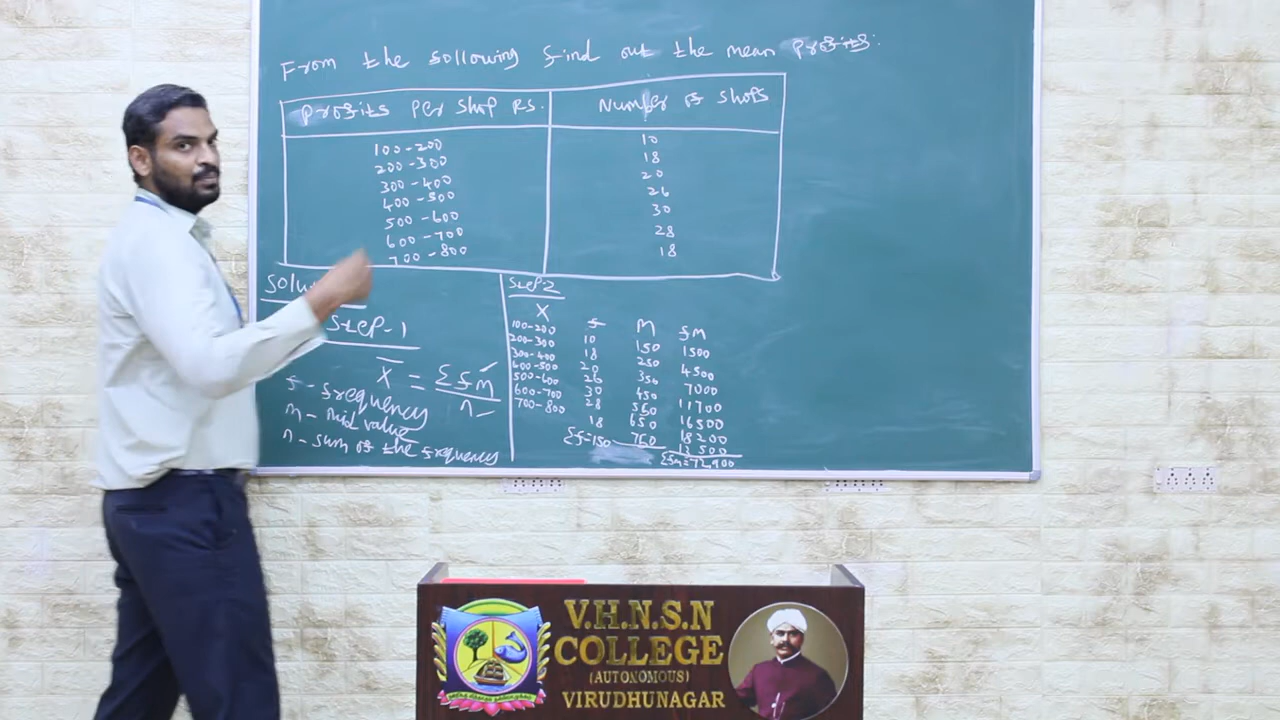 From the following find out the mean profits:
Profits Per Shop Rs. Number of Shops
100-200 10
200-300 18
300-400 20
400-500 26
500-600 30
600-700 28
700-800 18
Step-1
X̄ = Σfm
n
f - frequency
m - Mid value
n - sum of the frequency
Step-2
X f M fM
100-200 10 150 1500
200-300 18 250 4500
300-400 20 350 7000
400-500 26 450 11700
500-600 30 550 16500
600-700 28 650 18200
700-800 18 750 13500
Σf=150 Σfm=72,900
V.H.N.S.N
COLLEGE
(AUTONOMOUS)
VIRUDHUNAGAR